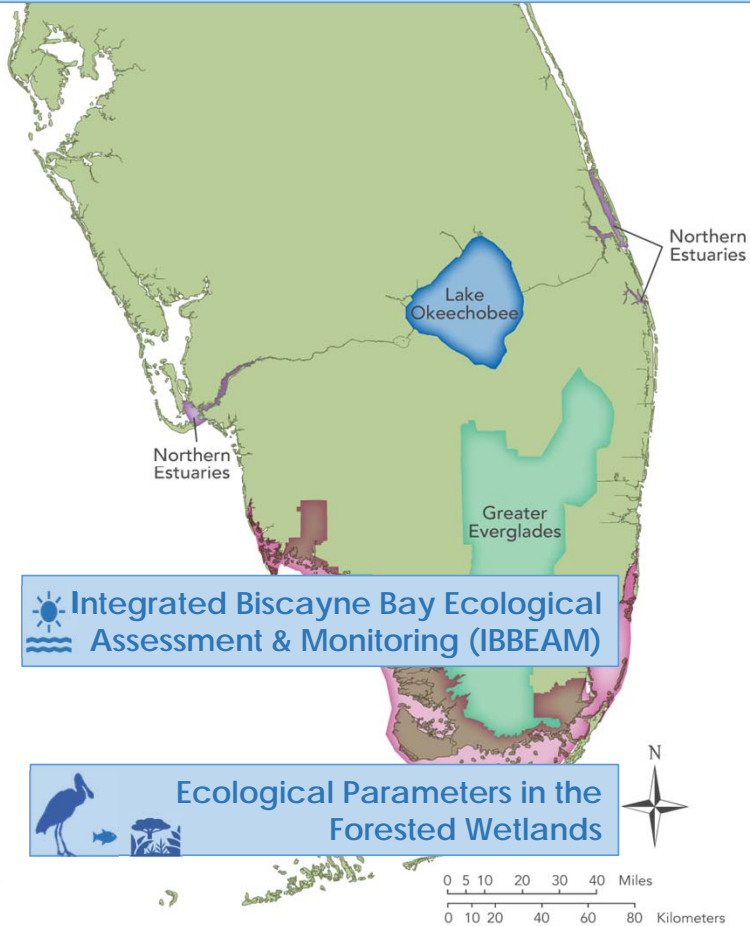 Lake
Okeechobee
Northern
Estuaries
Northern
Estuaries
Greater
Everglades
Integrated Biscayne Bay Ecological
Assessment & Monitoring (IBBEAM)
N
Ecological Parameters in the
Forested Wetlands
0 5 10 20 30 40 Miles
0 10 20 40 60 80 Kilometers